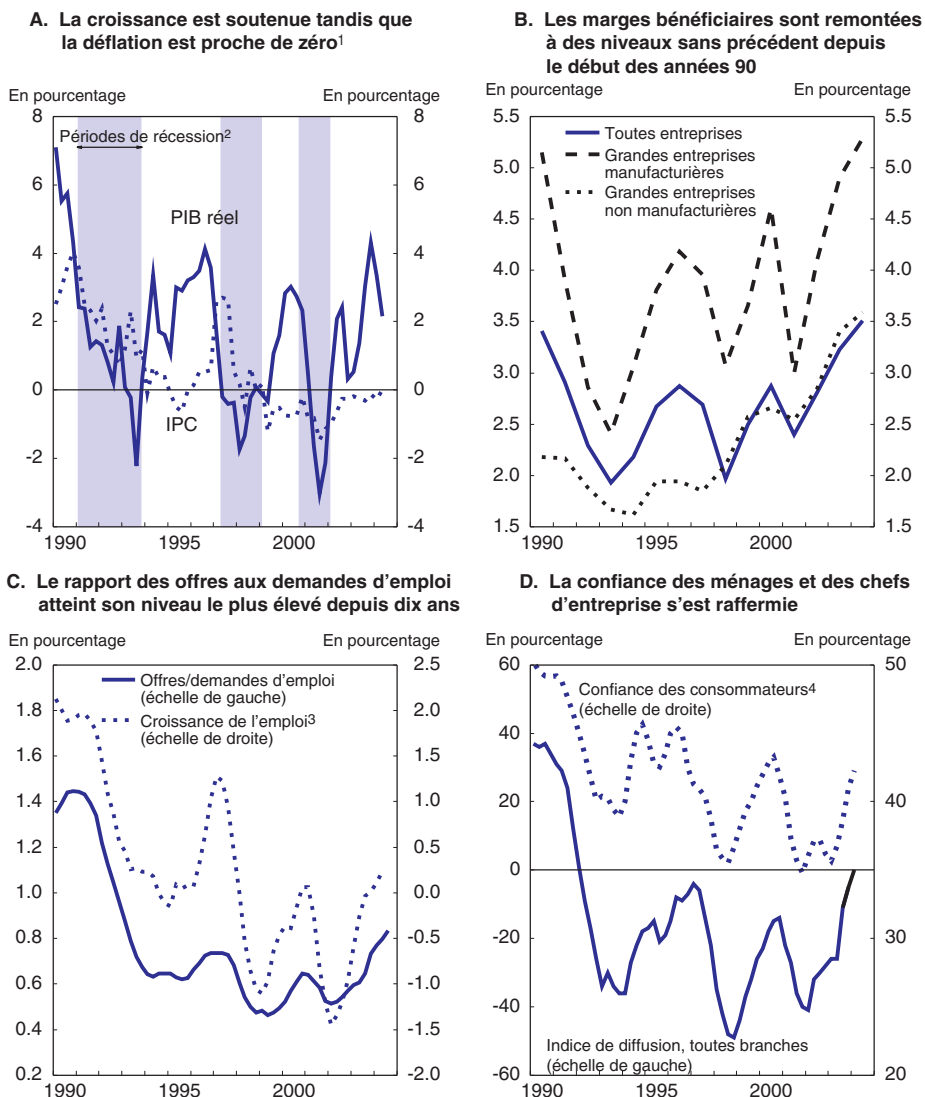 A. La croissance est soutenue tandis que
la déflation est proche de zéro1
En pourcentage
En pourcentage
8
8
Périodes de récession2
6
6
PIB réel
4
4
2
2
0
0
IPC
-2
-2
-4
-4
1990
1995
2000
B. Les marges bénéficiaires sont remontées
à des niveaux sans précédent depuis
le début des années 90
En pourcentage
En pourcentage
5.5
5.5
Toutes entreprises
Grandes entreprises
manufacturières
Grandes entreprises
non manufacturières
5.0
5.0
4.5
4.5
4.0
4.0
3.5
3.5
3.0
3.0
2.5
2.5
2.0
2.0
1.5
1.5
1990
1995
2000
C. Le rapport des offres aux demandes d'emploi
atteint son niveau le plus élevé depuis dix ans
En pourcentage
En pourcentage
2.0
2.5
Offres/demandes d'emploi
(échelle de gauche)
Croissance de l'emploi3
(échelle de droite)
1.8
2.0
1.6
1.5
1.4
1.0
1.2
0.5
1.0
0.0
0.8
-0.5
0.6
-1.0
0.4
-1.5
0.2
-2.0
1990
1995
2000
D. La confiance des ménages et des chefs
d'entreprise s'est raffermie
En pourcentage
En pourcentage
60
50
Confiance des consommateurs4
(échelle de droite)
40
20
40
0
-20
30
-40
Indice de diffusion, toutes branches
(échelle de gauche)
-60
20
1990
1995
2000